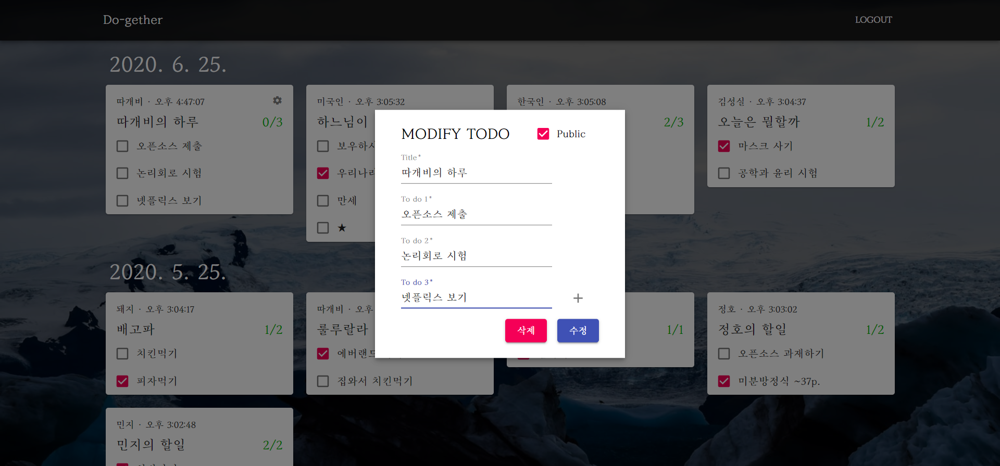 Do-gether
LOGOUT
2020. 6. 25.
따개비 · 오후 4:47:07
따개비의 하루 0/3
오픈소스 제출
논리회로 시험
넷플릭스 보기
미국인 · 오후 3:05:32
하느님이
보우하사
우리나라
만세
★
한국인 · 오후 3:05:08
2/3
김성실 · 오후 3:04:37
오늘은 뭘할까 1/2
마스크 사기
공학과 윤리 시험
MODIFY TODO
Public
Title*
따개비의 하루
To do 1*
오픈소스 제출
To do 2*
논리회로 시험
To do 3*
넷플릭스 보기
+
삭제
수정
2020. 5. 25.
돼지 · 오후 3:04:17
배고파 1/2
치킨먹기
피자먹기
따개비 · 오후
룰루랄라
에버랜드
집와서 치킨먹기
1/1
정호 · 오후 3:03:02
정호의 할일 1/2
오픈소스 과재하기
미분방정식 ~37p.
민지 · 오후 3:02:48
민지의 할일 2/2